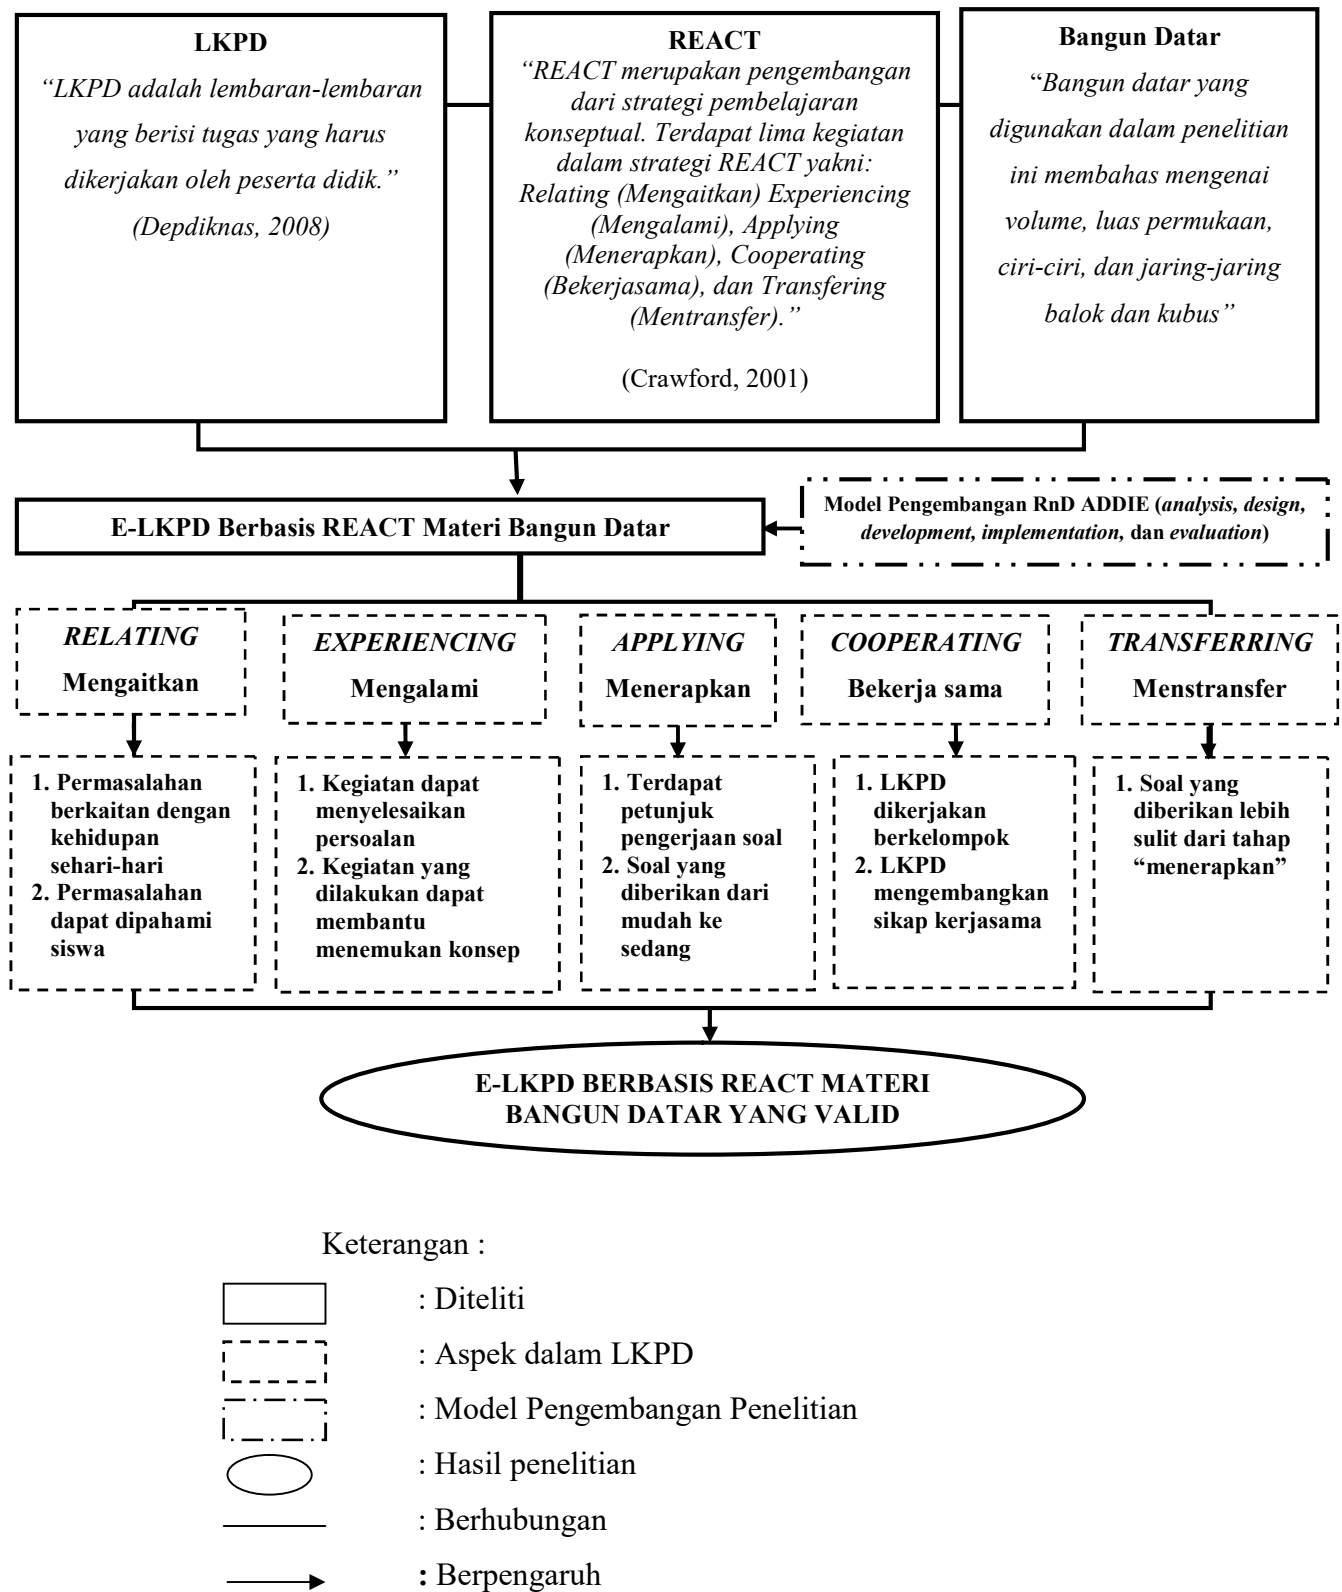 LKPD
“LKPD adalah lembaran-lembaran
yang berisi tugas yang harus
dikerjakan oleh peserta didik.”
(Depdiknas, 2008)
REACT
“REACT merupakan pengembangan
dari strategi pembelajaran
konseptual. Terdapat lima kegiatan
dalam strategi REACT yakni:
Relating (Mengaitkan) Experiencing
(Mengalami), Applying
(Menerapkan), Cooperating
(Bekerjasama), dan Transfering
(Mentransfer).”
(Crawford, 2001)
Bangun Datar
“Bangun datar yang
digunakan dalam penelitian
ini membahas mengenai
volume, luas permukaan,
ciri-ciri, dan jaring-jaring
balok dan kubus”
E-LKPD Berbasis REACT Materi Bangun Datar
Model Pengembangan RnD ADDIE (analysis, design,
development, implementation, dan evaluation)
RELATING
Mengaitkan
EXPERIENCING
Mengalami
APPLYING
Menerapkan
COOPERATING
Bekerja sama
TRANSFERRING
Menstransfer
1. Permasalahan
berkaitan dengan
kehidupan
sehari-hari
2. Permasalahan
dapat dipahami
siswa
1. Kegiatan dapat
menyelesaikan
persoalan
2. Kegiatan yang
dilakukan dapat
membantu
menemukan konsep
1. Terdapat
petunjuk
pengerjaan soal
2. Soal yang
diberikan dari
mudah ke
sedang
1. LKPD
dikerjakan
berkelompok
2. LKPD
mengembangkan
sikap kerjasama
1. Soal yang
diberikan lebih
sulit dari tahap
“menerapkan”
E-LKPD BERBASIS REACT MATERI
BANGUN DATAR YANG VALID
Keterangan :
: Diteliti
: Aspek dalam LKPD
: Model Pengembangan Penelitian
: Hasil penelitian
: Berhubungan
: Berpengaruh